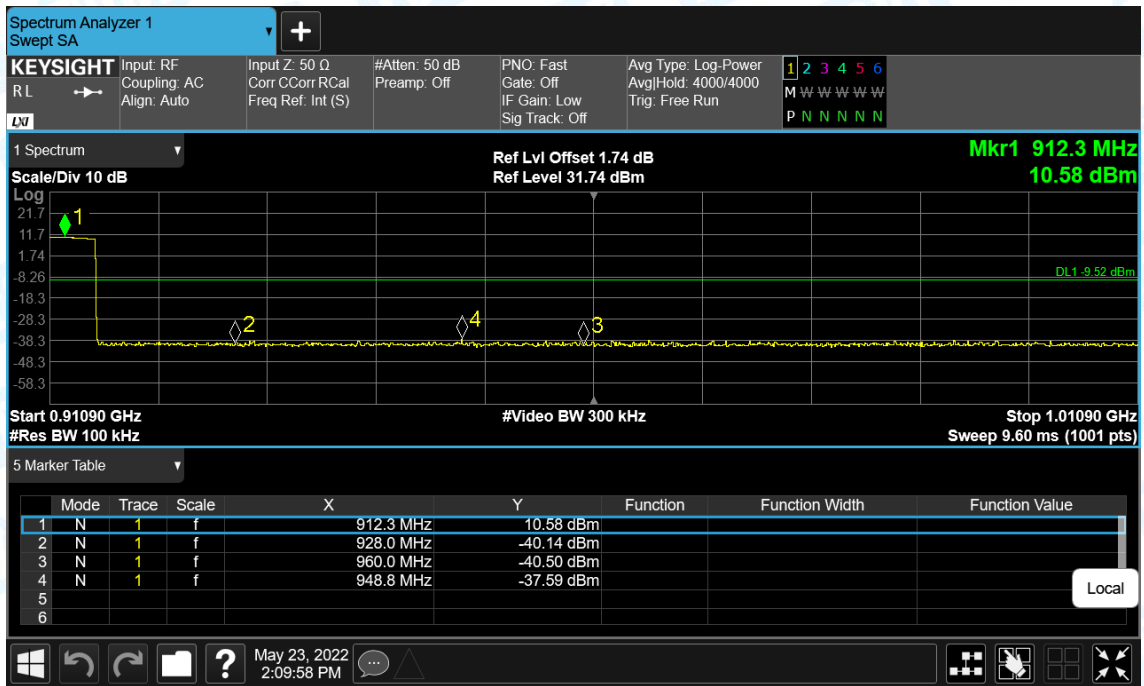 Spectrum Analyzer 1
Swept SA
+
KEYSIGHT
R L
LXI
Input: RF
Coupling: AC
Align: Auto
Input Z: 50 Ω
Corr CCorr RCal
Freq Ref: Int (S)
#Atten: 50 dB
Preamp: Off
PNO: Fast
Gate: Off
IF Gain: Low
Sig Track: Off
Avg Type: Log-Power
Avg|Hold: 4000/4000
Trig: Free Run
1 2 3 4 5 6
M W W W W W
P N N N N N
1 Spectrum
Scale/Div 10 dB
Ref Lvl Offset 1.74 dB
Ref Level 31.74 dBm
Mkr1 912.3 MHz
10.58 dBm
Log
21.7
11.7
1.74
-8.26
-18.3
-28.3
-38.3
-48.3
-58.3
1
2
4
3
DL1 -9.52 dBm
Start 0.91090 GHz
#Video BW 300 kHz
Stop 1.01090 GHz
#Res BW 100 kHz
Sweep 9.60 ms (1001 pts)
5 Marker Table
Mode Trace Scale X Y Function Function Width Function Value
1 N 1 f 912.3 MHz 10.58 dBm
2 N 1 f 928.0 MHz -40.14 dBm
3 N 1 f 960.0 MHz -40.50 dBm
4 N 1 f 948.8 MHz -37.59 dBm
5
6
Local
?
May 23, 2022
2:09:58 PM